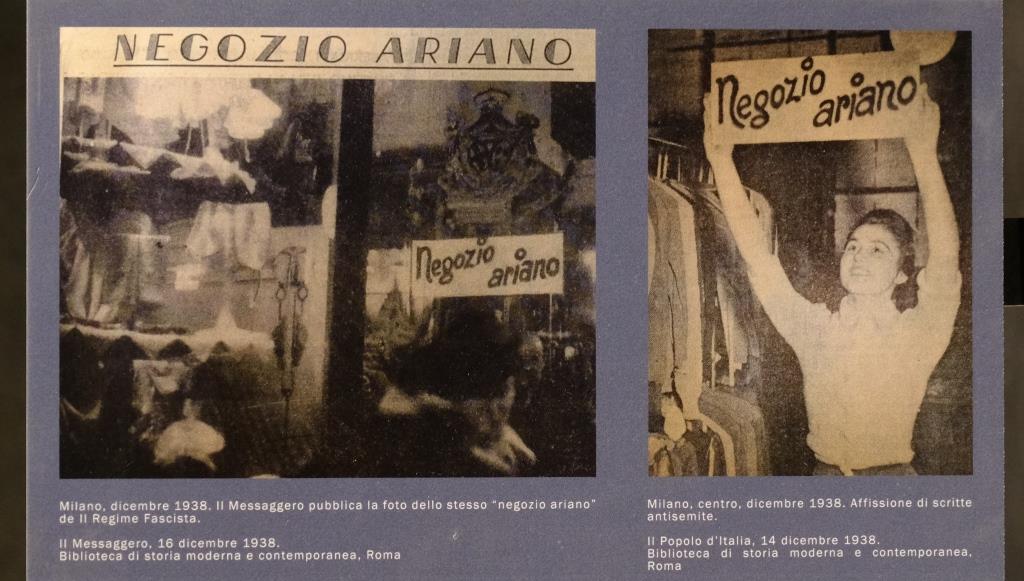 NEGOZIO ARIANO
Negozio
ariano
Milano, dicembre 1938. Il Messaggero pubblica la foto dello stesso "negozio ariano"
de Il Regime Fascista.
Il Messaggero, 16 dicembre 1938.
Biblioteca di storia moderna e contemporanea, Roma
Negozio
ariano
Milano, centro, dicembre 1938. Affissione di scritte
antisemite.
Il Popolo d'Italia, 14 dicembre 1938.
Biblioteca di storia moderna e contemporanea,
Roma